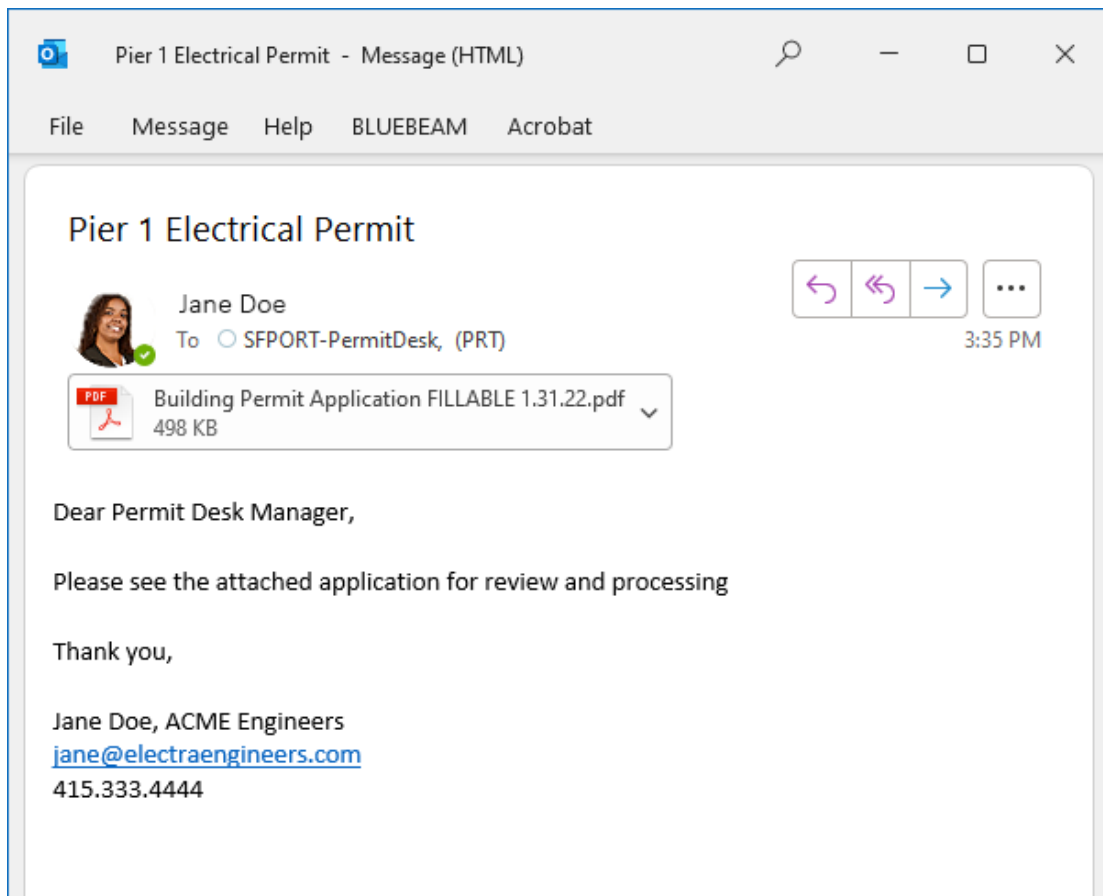 Pier 1 Electrical Permit - Message (HTML)
File Message Help BLUEBEAM Acrobat
Pier 1 Electrical Permit
Jane Doe
To SFPORT-PermitDesk, (PRT)
3:35 PM
PDF
Building Permit Application FILLABLE 1.31.22.pdf
498 KB
Dear Permit Desk Manager,
Please see the attached application for review and processing
Thank you,
Jane Doe, ACME Engineers
jane@electraengineers.com
415.333.4444